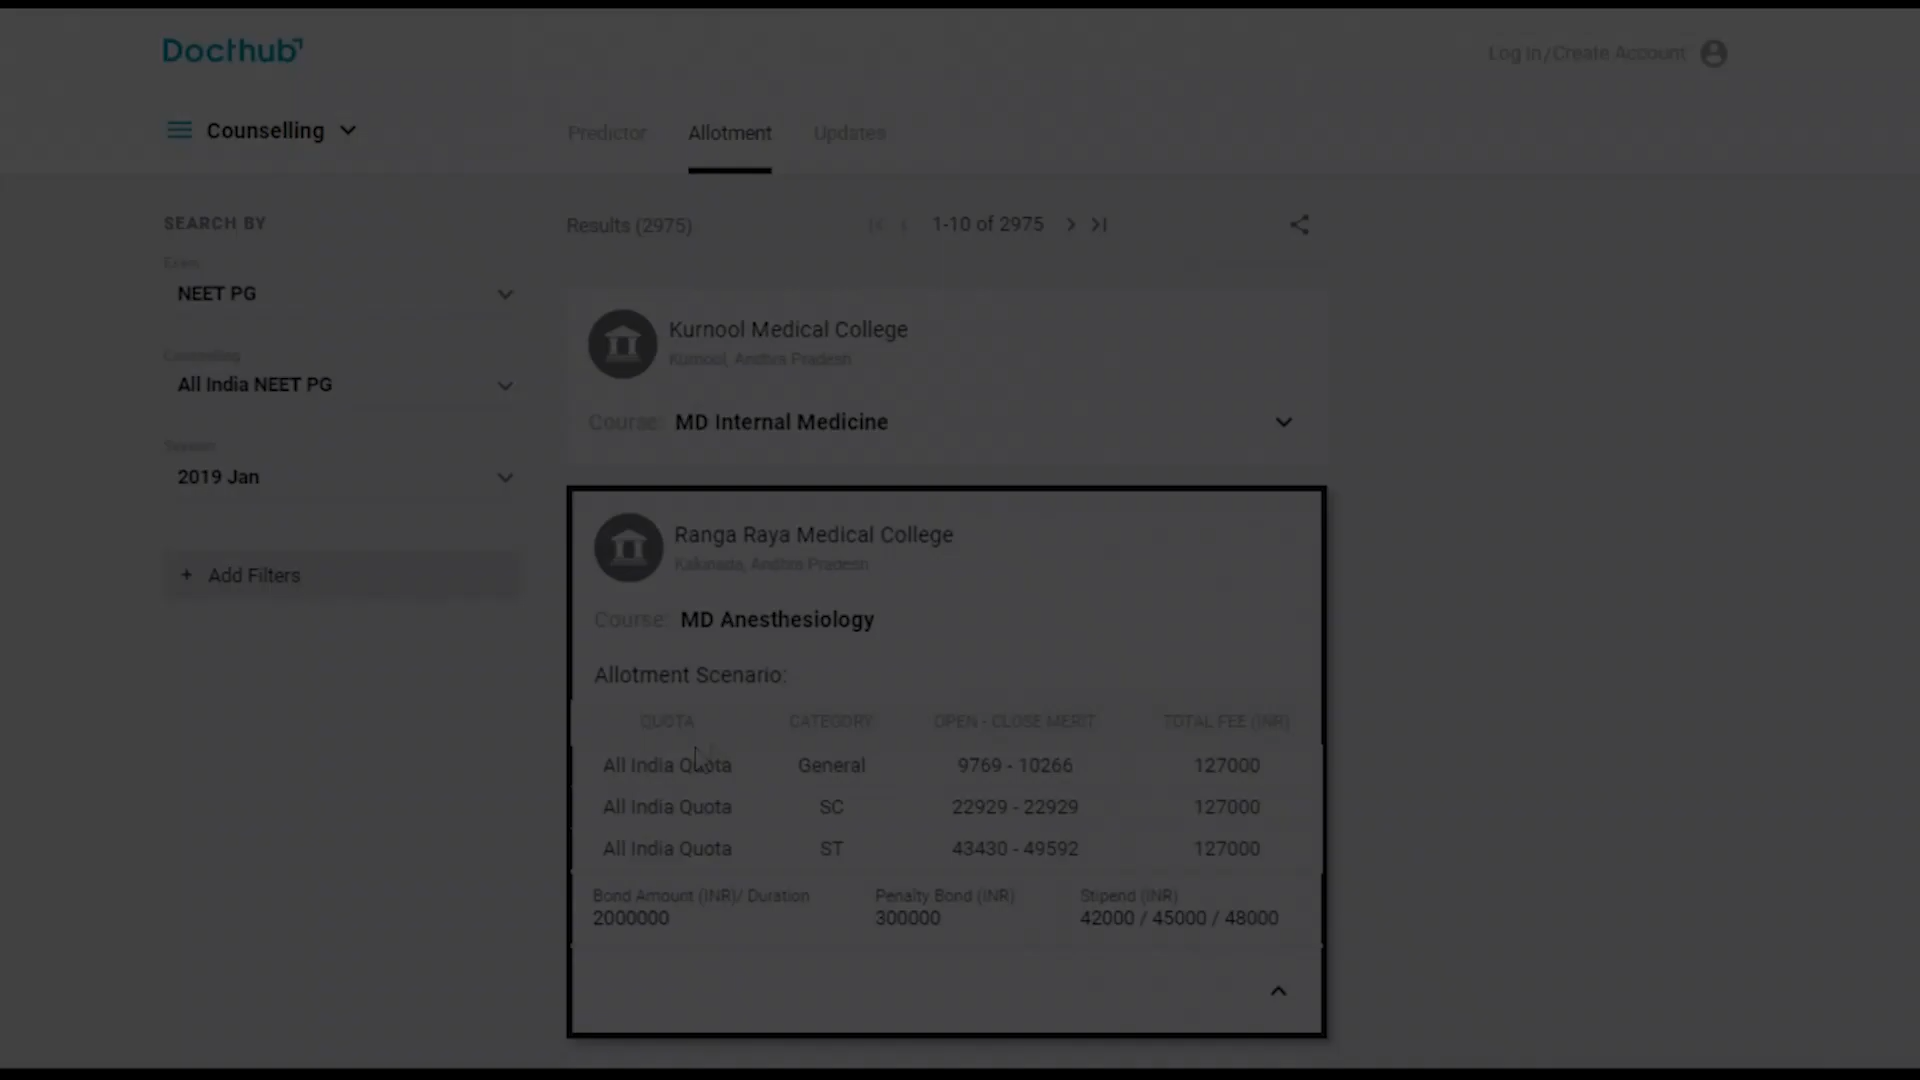 Docthub
Log In/Create Account
Counselling
Predictor
Allotment
Updates
SEARCH BY
Results (2975)
1-10 of 2975
Exam
NEET PG
Counselling
All India NEET PG
Session
2019 Jan
+ Add Filters
Kurnool Medical College
Kurnool, Andhra Pradesh
Course: MD Internal Medicine
Ranga Raya Medical College
Kakinada, Andhra Pradesh
Course: MD Anesthesiology
Allotment Scenario:
QUOTA CATEGORY OPEN - CLOSE MERIT TOTAL FEE (INR)
All India Quota General 9769 - 10266 127000
All India Quota SC 22929 - 22929 127000
All India Quota ST 43430 - 49592 127000
Bond Amount (INR)/ Duration Penalty Bond (INR) Stipend (INR)
2000000 300000 42000 / 45000 / 48000